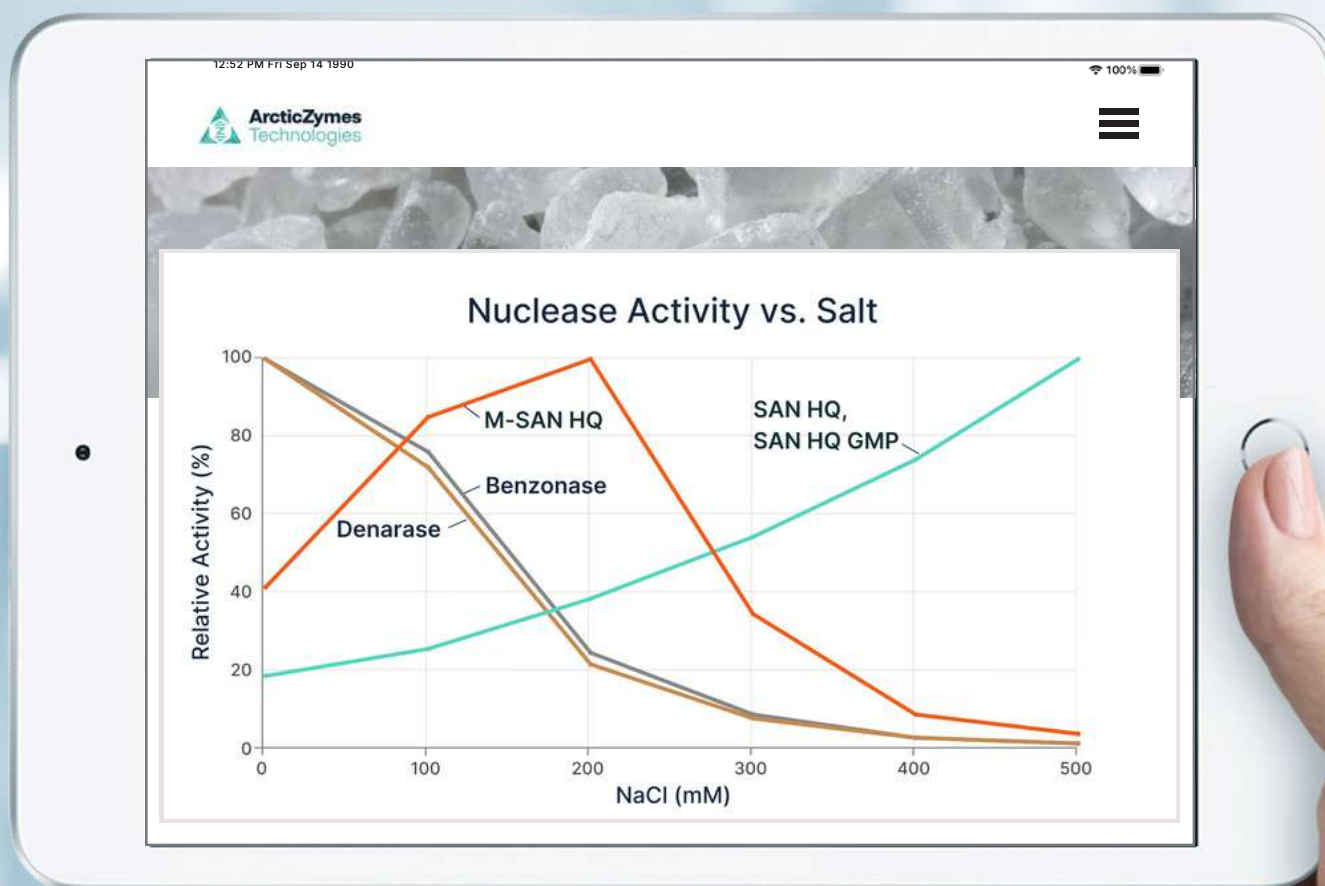 12:52 PM Fri Sep 14 1990
100%
ArcticZymes
Technologies
Nuclease Activity vs. Salt
100
80
60
40
20
0
Relative Activity (%)
M-SAN HQ
SAN HQ,
SAN HQ GMP
Benzonase
Denarase
0 100 200 300 400 500
NaCl (mM)